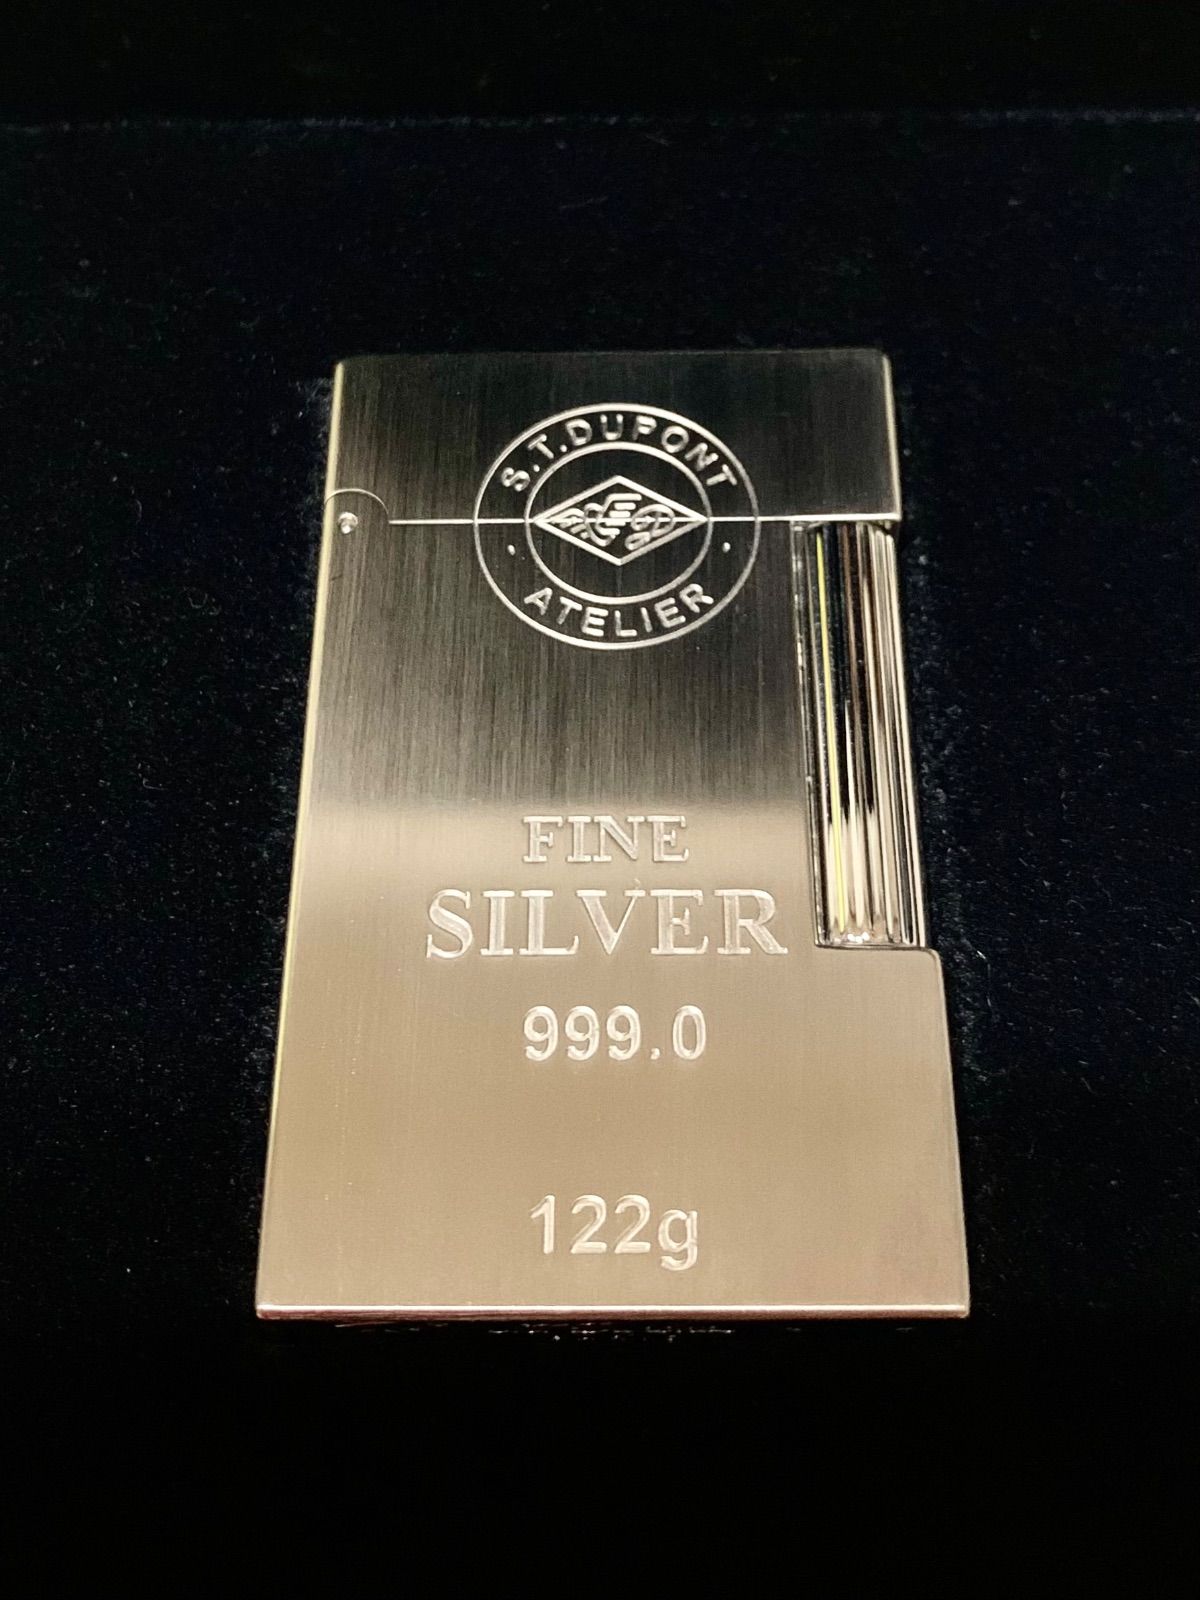 S.T.DUPONT
ATELIER
FINE
SILVER
999.0
122g